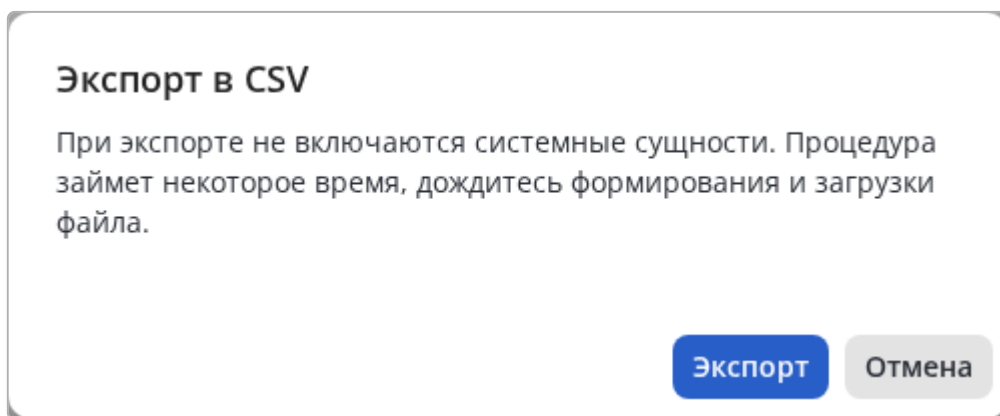 Экспорт в CSV
При экспорте не включаются системные сущности. Процедура
займет некоторое время, дождитесь формирования и загрузки
файла.
Экспорт Отмена